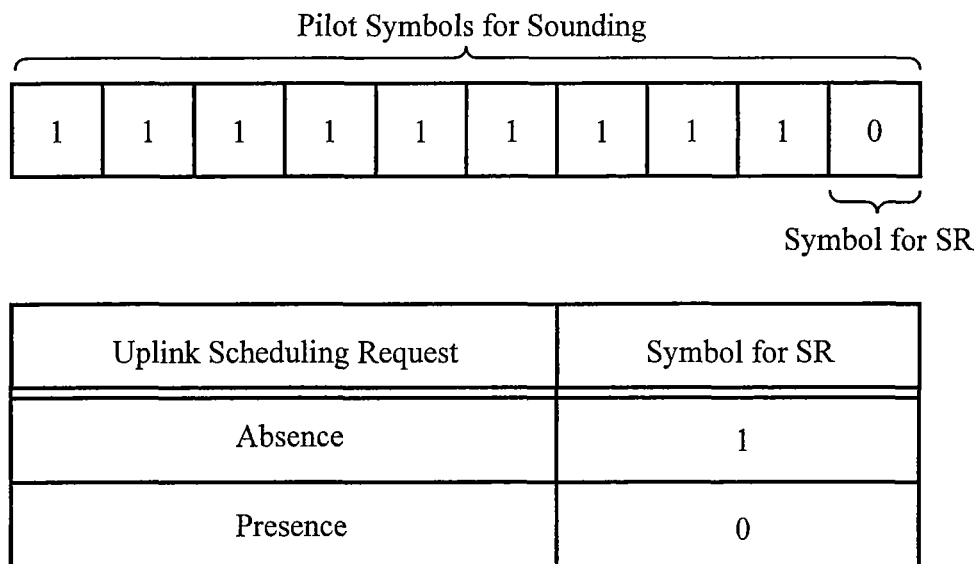 Pilot Symbols for Sounding
1 1 1 1 1 1 1 1 1 0
Symbol for SR
Uplink Scheduling Request Symbol for SR
Absence 1
Presence 0